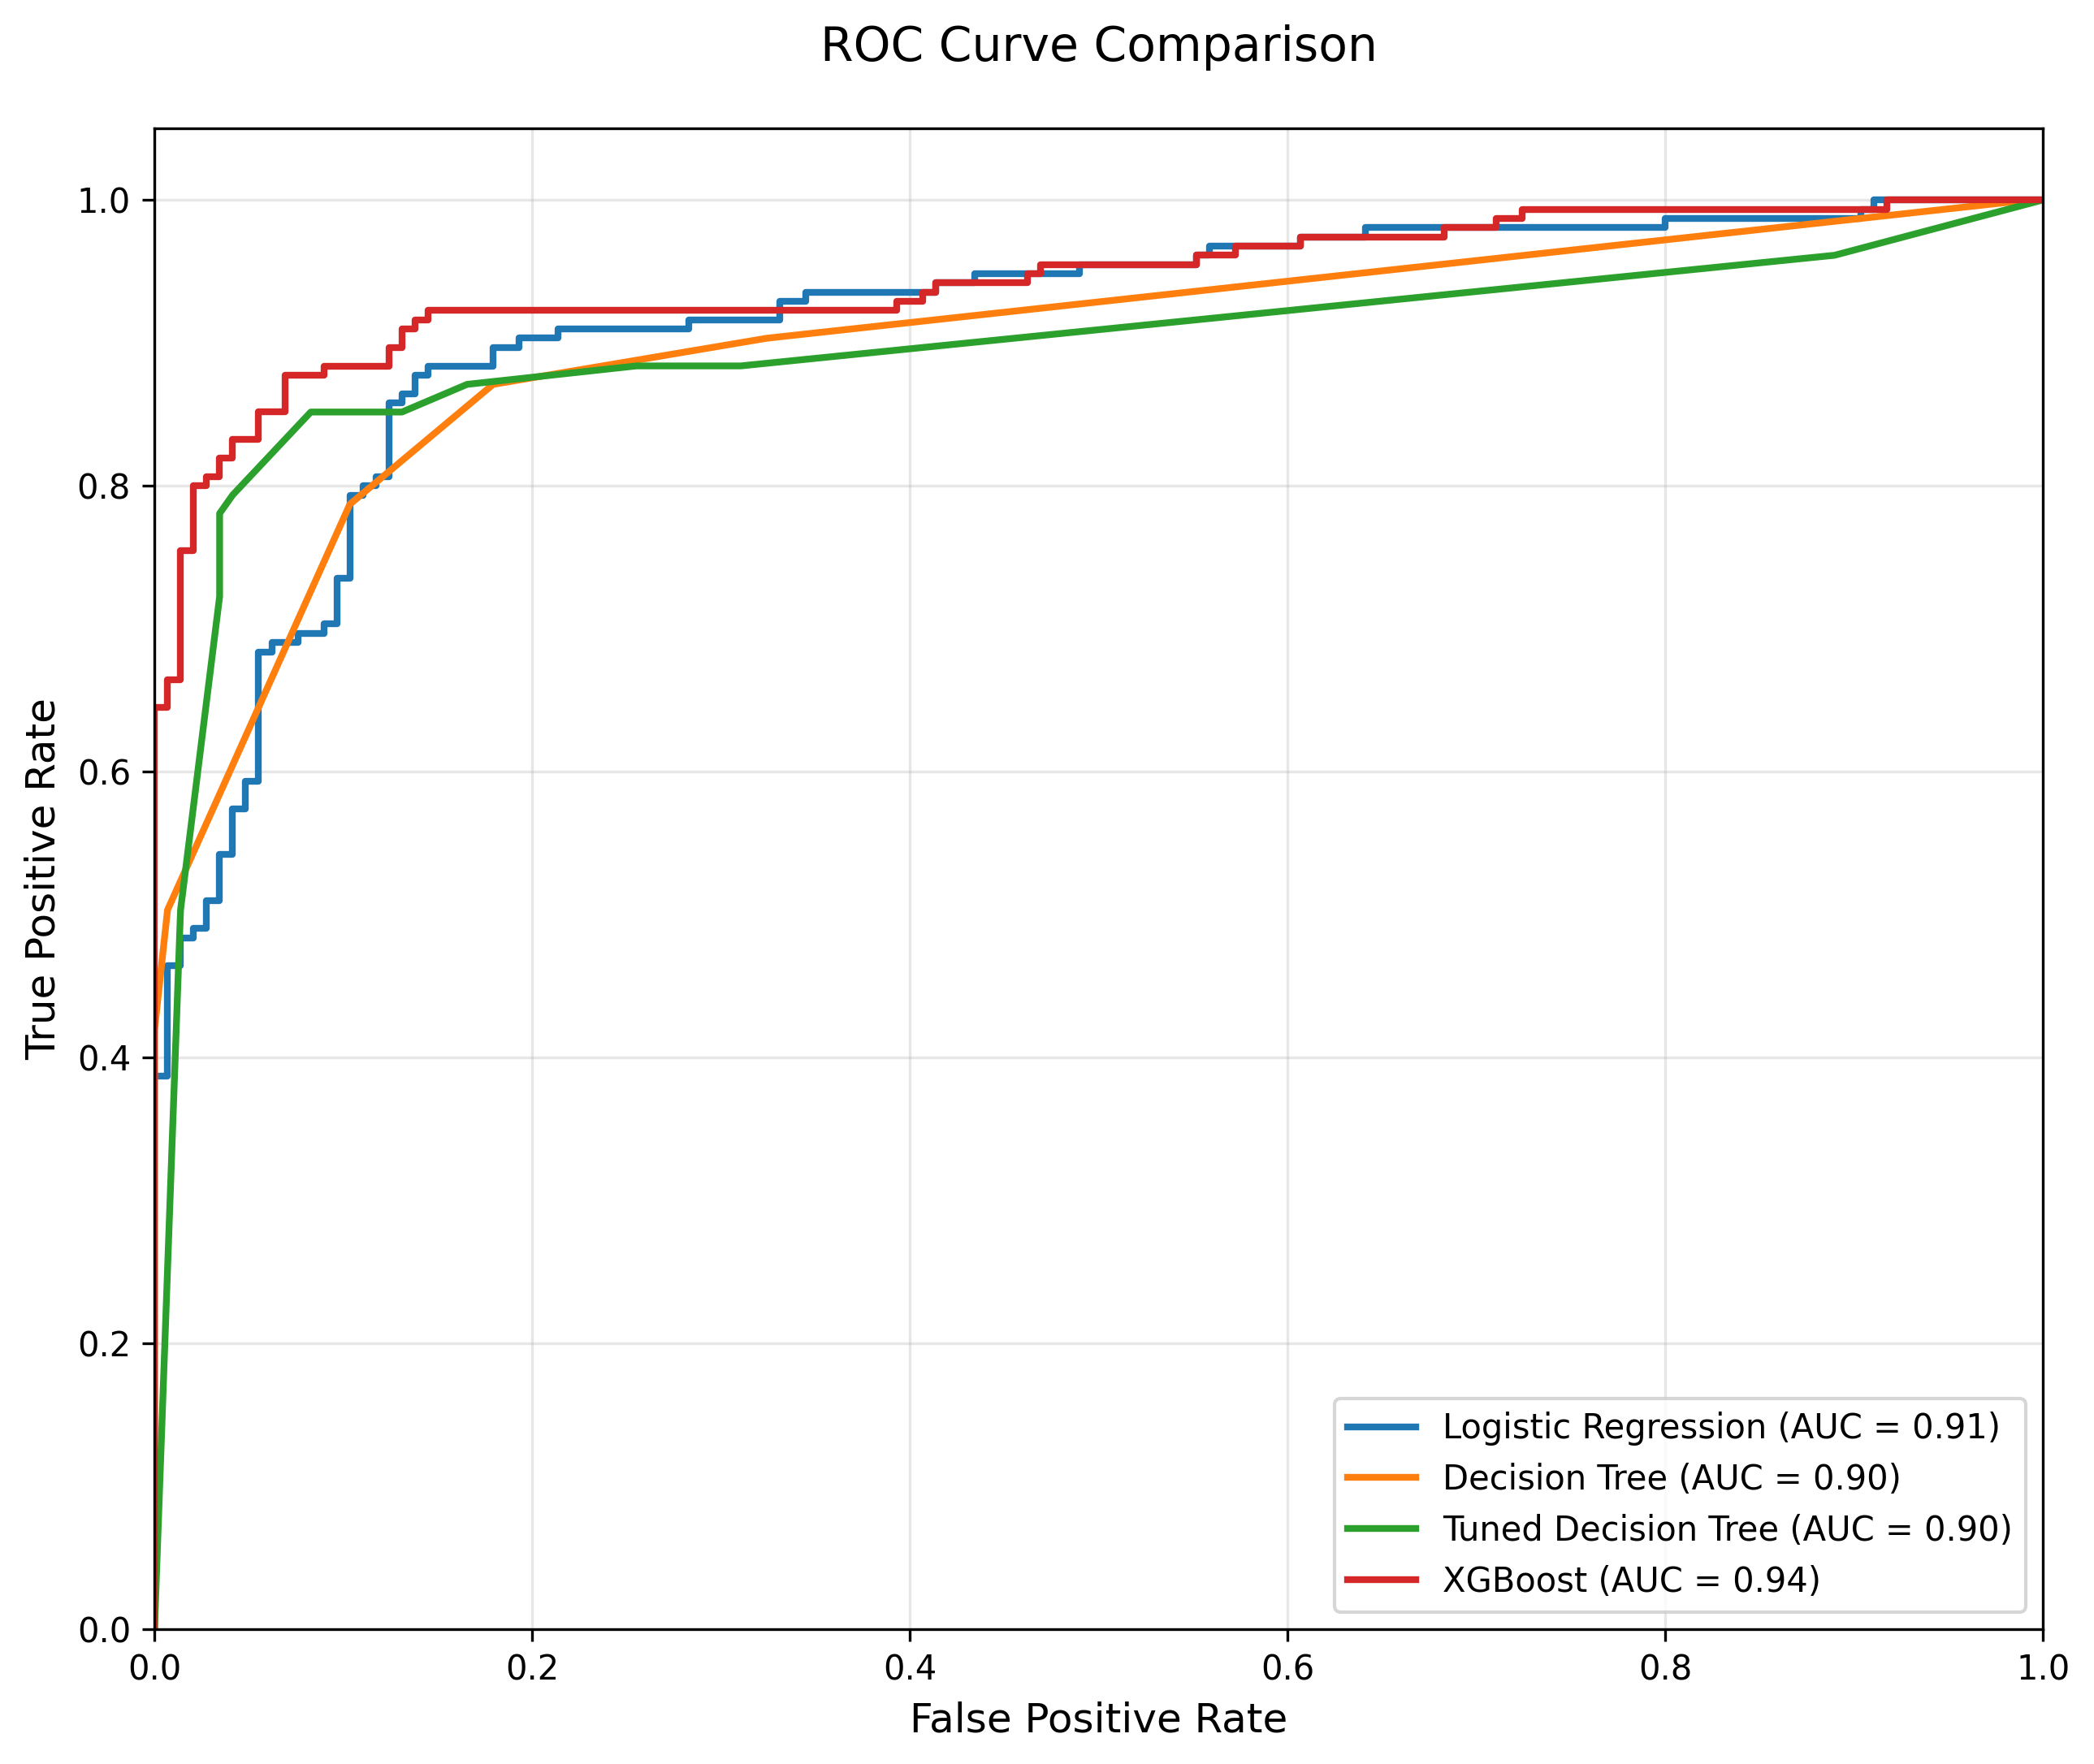 ROC Curve Comparison
1.0
0.8
0.6
0.4
0.2
0.0
True Positive Rate
0.0 0.2 0.4 0.6 0.8 1.0
False Positive Rate
Logistic Regression (AUC = 0.91)
Decision Tree (AUC = 0.90)
Tuned Decision Tree (AUC = 0.90)
XGBoost (AUC = 0.94)